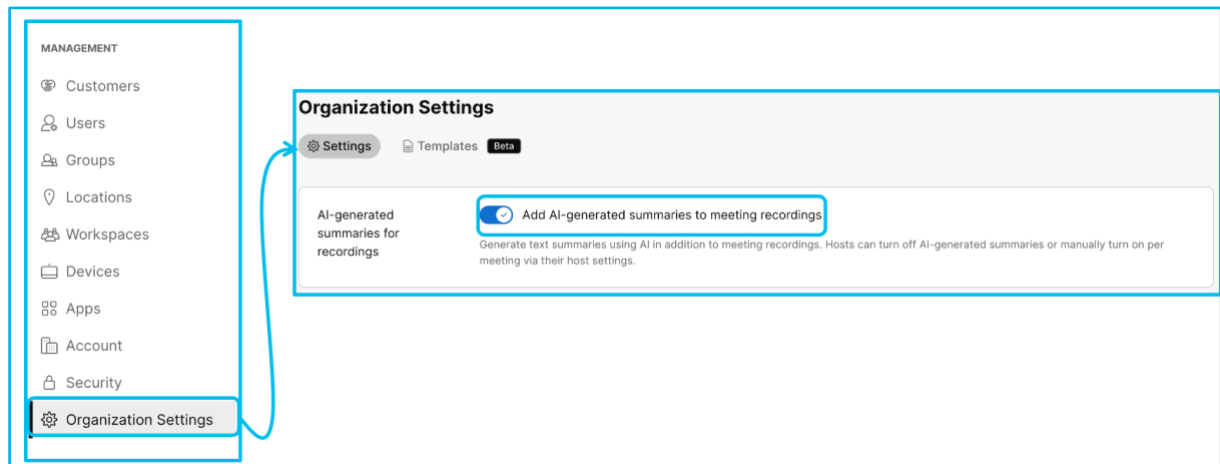 MANAGEMENT
Customers
Users
Groups
Locations
Workspaces
Devices
Apps
Account
Security
Organization Settings
Organization Settings
Settings
Templates Beta
AI-generated
summaries for
recordings
Add AI-generated summaries to meeting recordings
Generate text summaries using AI in addition to meeting recordings. Hosts can turn off AI-generated summaries or manually turn on per
meeting via their host settings.